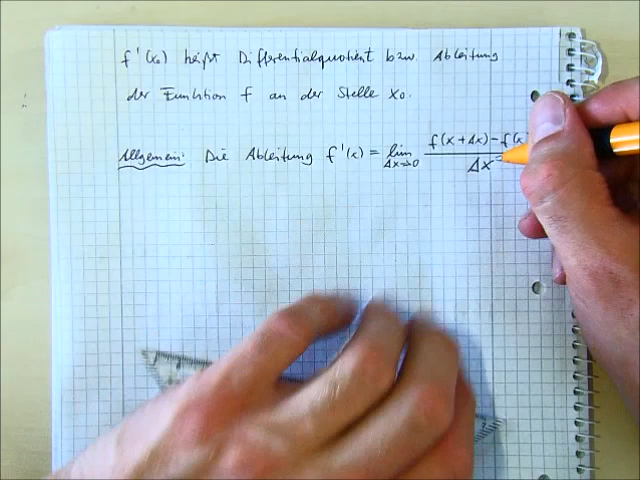 f'(x₀) heißt Differentialquotient bzw. Ableitung
der Funktion f an der Stelle x₀.
Allgemein: Die Ableitung f'(x) = lim Δx→0 f(x+Δx) - f(x / Δx